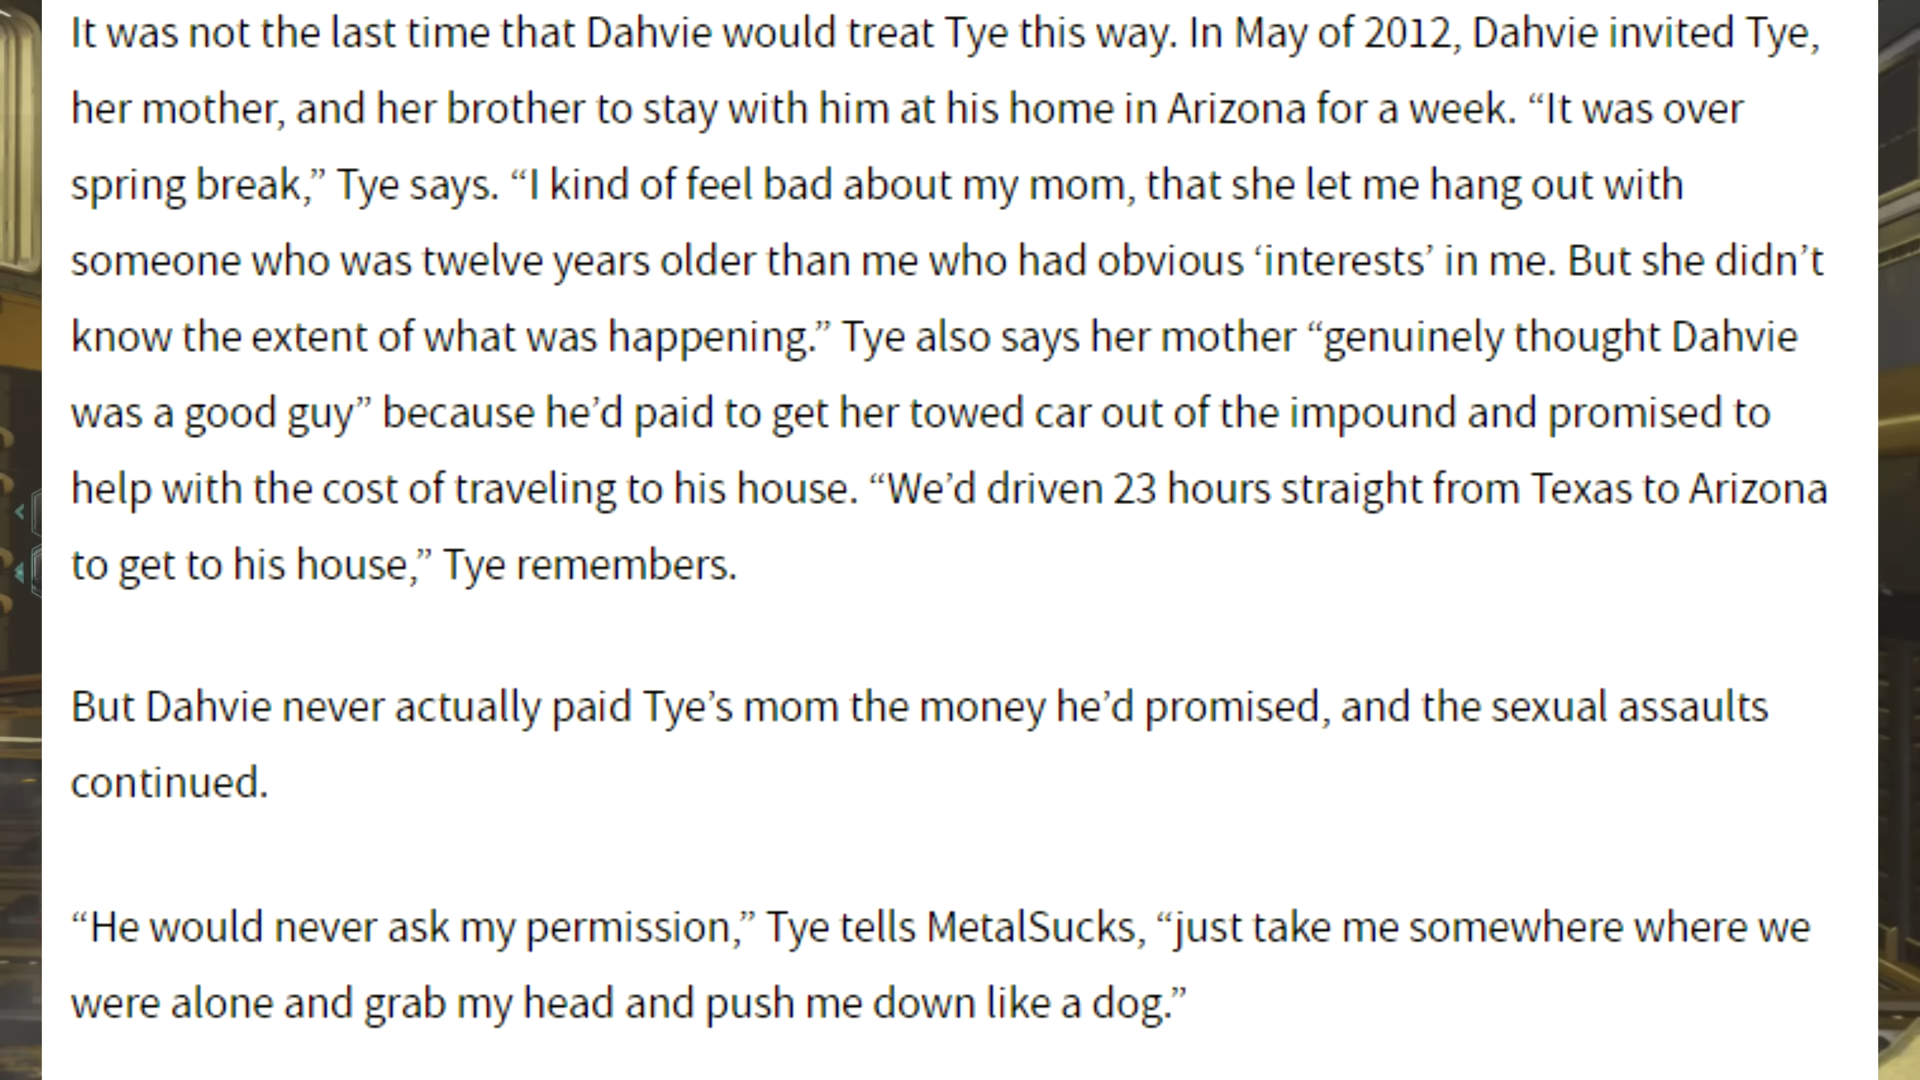 It was not the last time that Dahvie would treat Tye this way. In May of 2012, Dahvie invited Tye,
her mother, and her brother to stay with him at his home in Arizona for a week. “It was over
spring break,” Tye says. “I kind of feel bad about my mom, that she let me hang out with
someone who was twelve years older than me who had obvious ‘interests’ in me. But she didn’t
know the extent of what was happening.” Tye also says her mother “genuinely thought Dahvie
was a good guy” because he’d paid to get her towed car out of the impound and promised to
help with the cost of traveling to his house. “We’d driven 23 hours straight from Texas to Arizona
to get to his house,” Tye remembers.
But Dahvie never actually paid Tye’s mom the money he’d promised, and the sexual assaults
continued.
“He would never ask my permission,” Tye tells MetalSucks, “just take me somewhere where we
were alone and grab my head and push me down like a dog.”